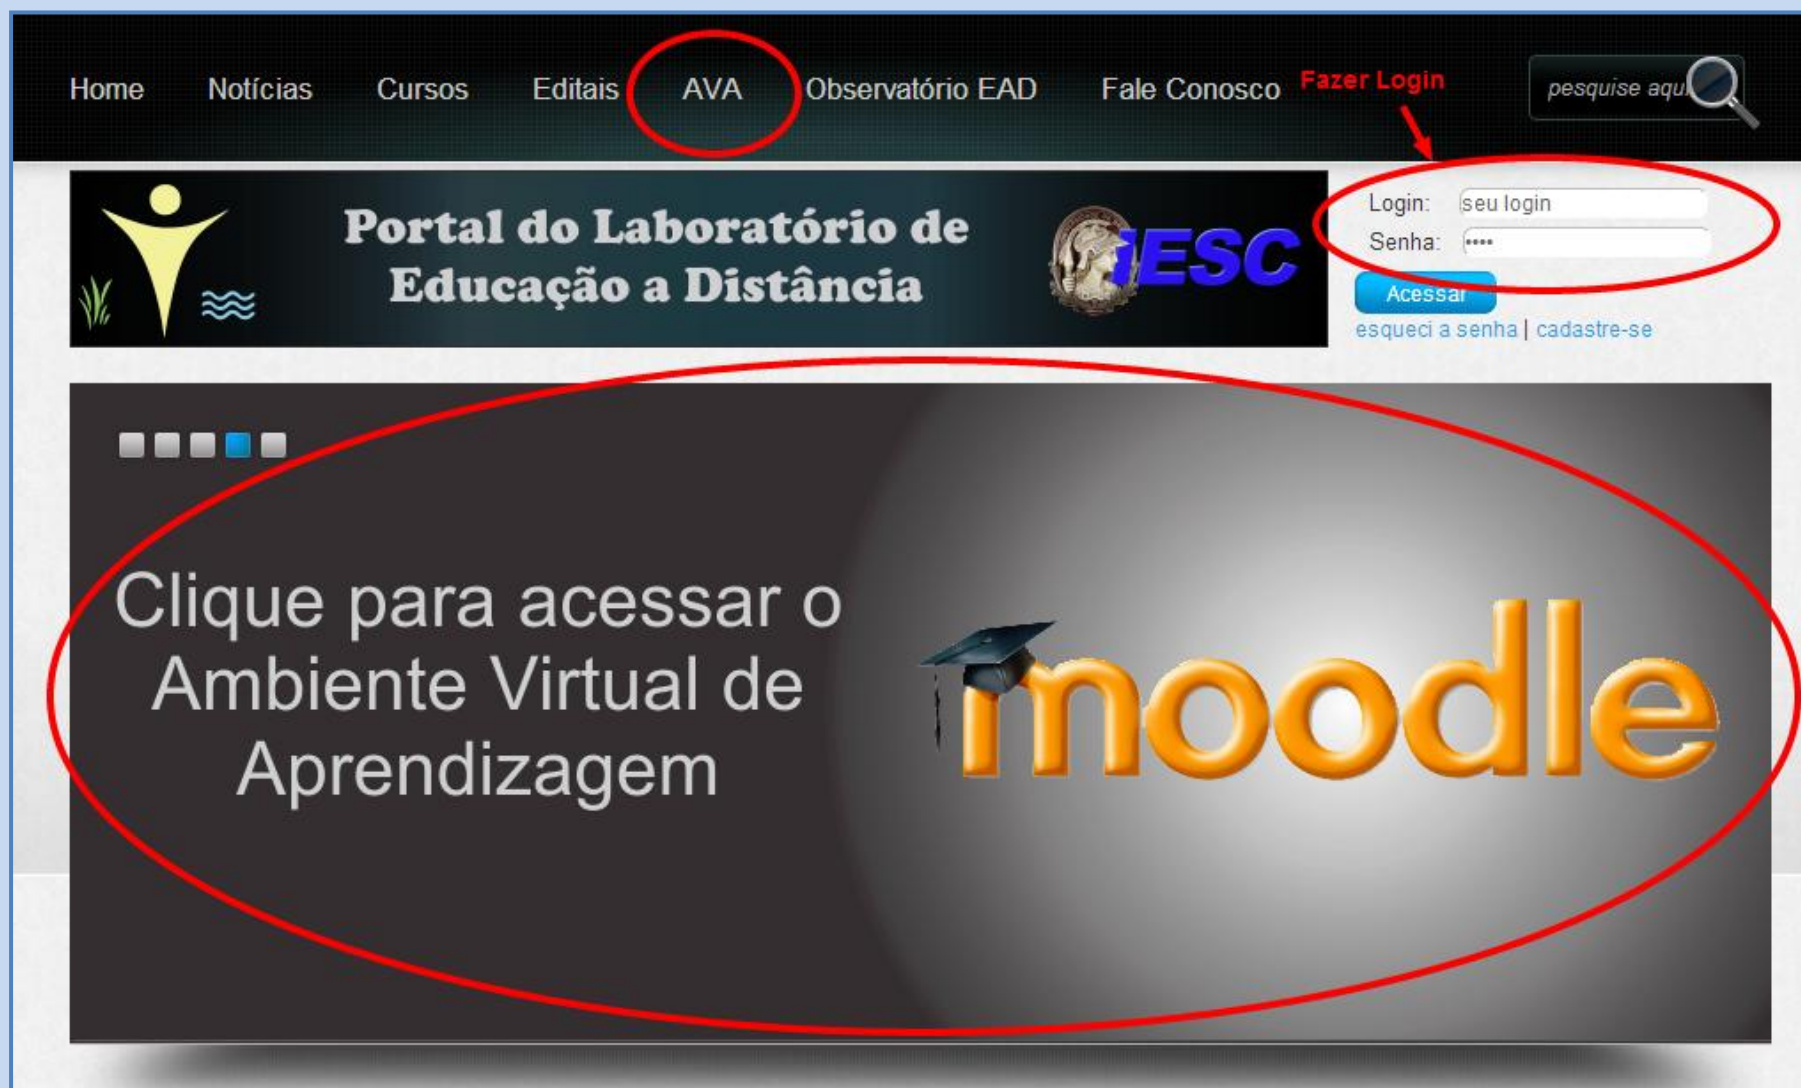 Home Notícias Cursos Editais AVA Observatório EAD Fale Conosco Fazer Login pesquise aqui
Portal do Laboratório de
Educação a Distância
IESC
Login: seu login
Senha: ••••
Acessar
esqueci a senha | cadastre-se
Clique para acessar o
Ambiente Virtual de
Aprendizagem
moodle